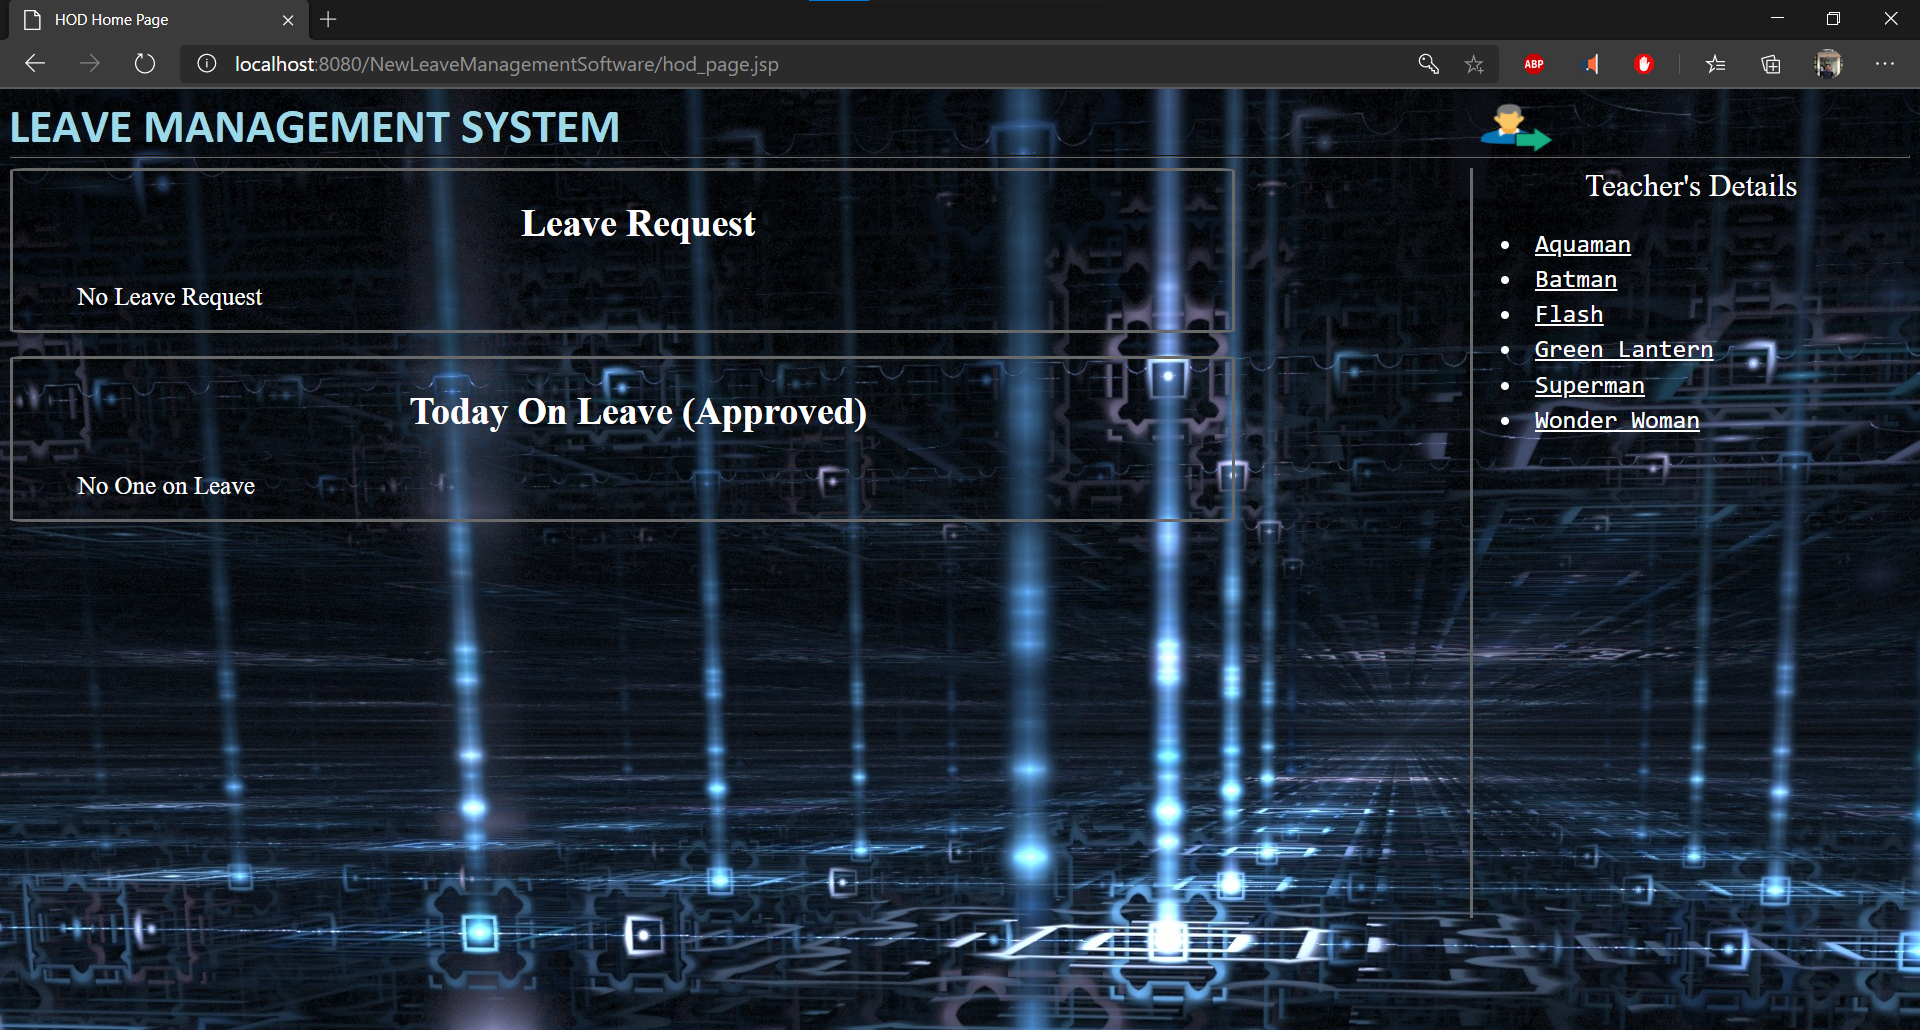 HOD Home Page
localhost:8080/NewLeaveManagementSoftware/hod_page.jsp
ABP
LEAVE MANAGEMENT SYSTEM
Leave Request
No Leave Request
Today On Leave (Approved)
No One on Leave
Teacher's Details
Aquaman
Batman
Flash
Green Lantern
Superman
Wonder Woman